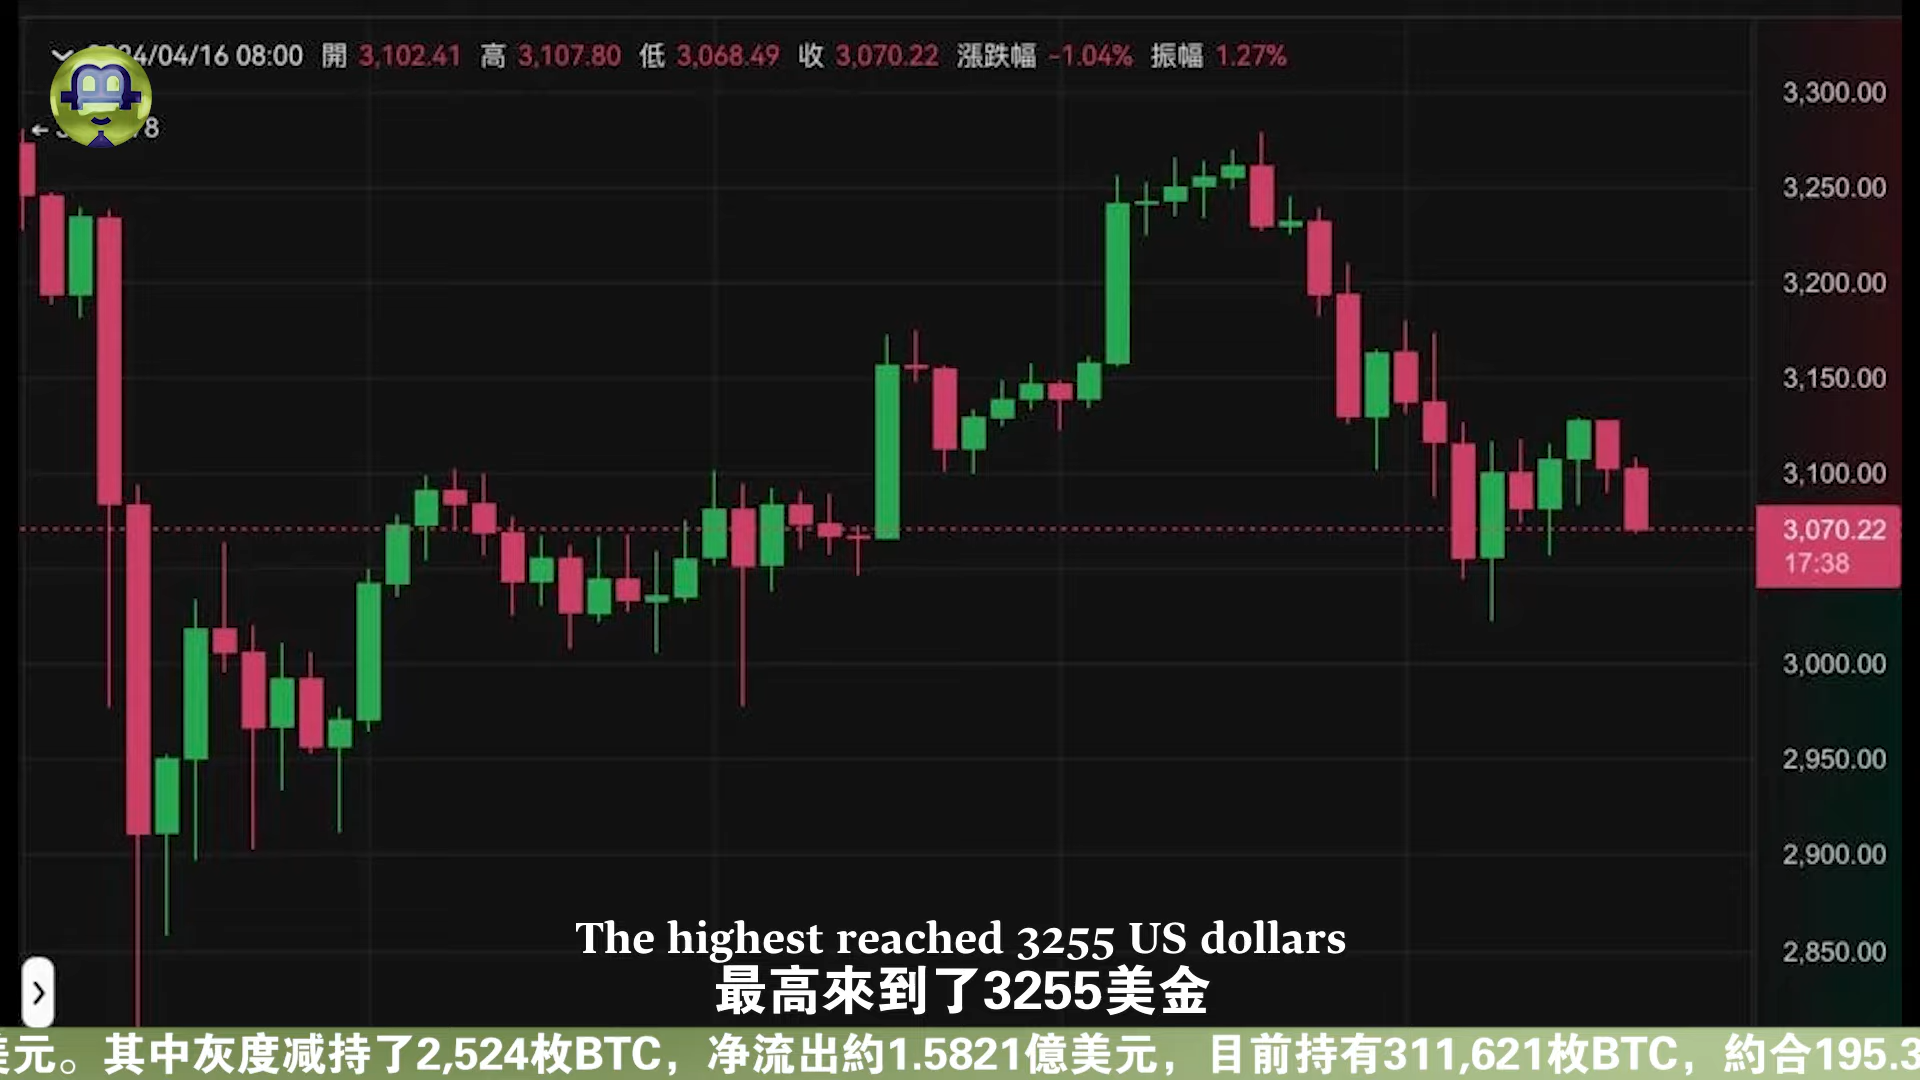 /04/16 08:00 開 3,102.41 高 3,107.80 低 3,068.49 收 3,070.22 漲跌幅 -1.04% 振幅 1.27%
3,300.00
3,250.00
3,200.00
3,150.00
3,100.00
3,070.22
17:38
3,000.00
2,950.00
2,900.00
2,850.00
The highest reached 3255 US dollars
最高來到了3255美金
美元。其中灰度减持了2,524枚BTC，净流出約1.5821億美元，目前持有311,621枚BTC，約合195.3